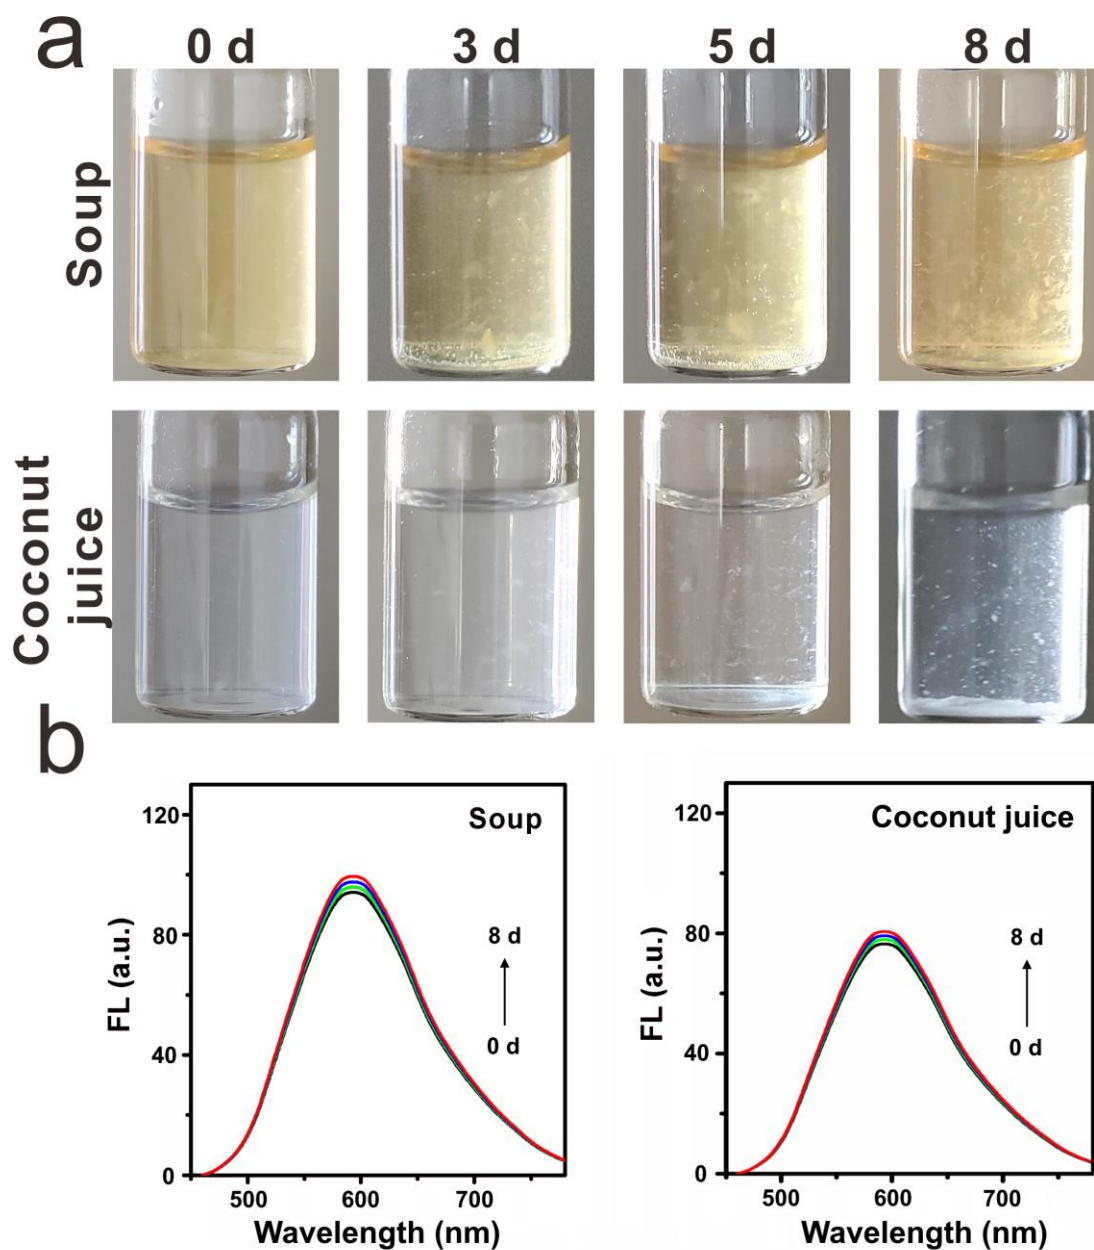 a
0 d 3 d 5 d 8 d
Soup
Coconut
juice
b
120
80
40
0
FL (a.u.)
Soup
8 d
0 d
500 600 700
Wavelength (nm)
120
80
40
0
FL (a.u.)
Coconut juice
8 d
0 d
500 600 700
Wavelength (nm)